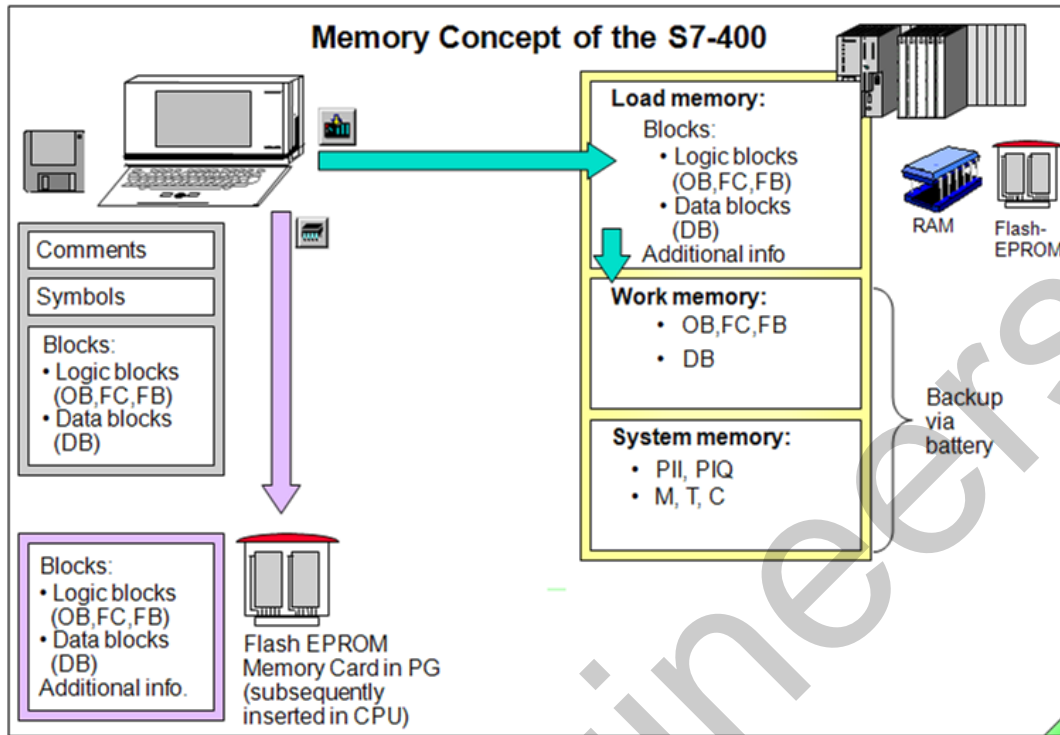 Memory Concept of the S7-400
Load memory:
Blocks:
• Logic blocks
(OB,FC,FB)
• Data blocks
(DB)
Additional info
RAM
Flash-
EPROM
Work memory:
• OB,FC,FB
• DB
System memory:
• PII, PIQ
• M, T, C
Backup
via
battery
Comments
Symbols
Blocks:
• Logic blocks
(OB,FC,FB)
• Data blocks
(DB)
Blocks:
• Logic blocks
(OB,FC,FB)
• Data blocks
(DB)
Additional info.
Flash EPROM
Memory Card in PG
(subsequently
inserted in CPU)
ineers